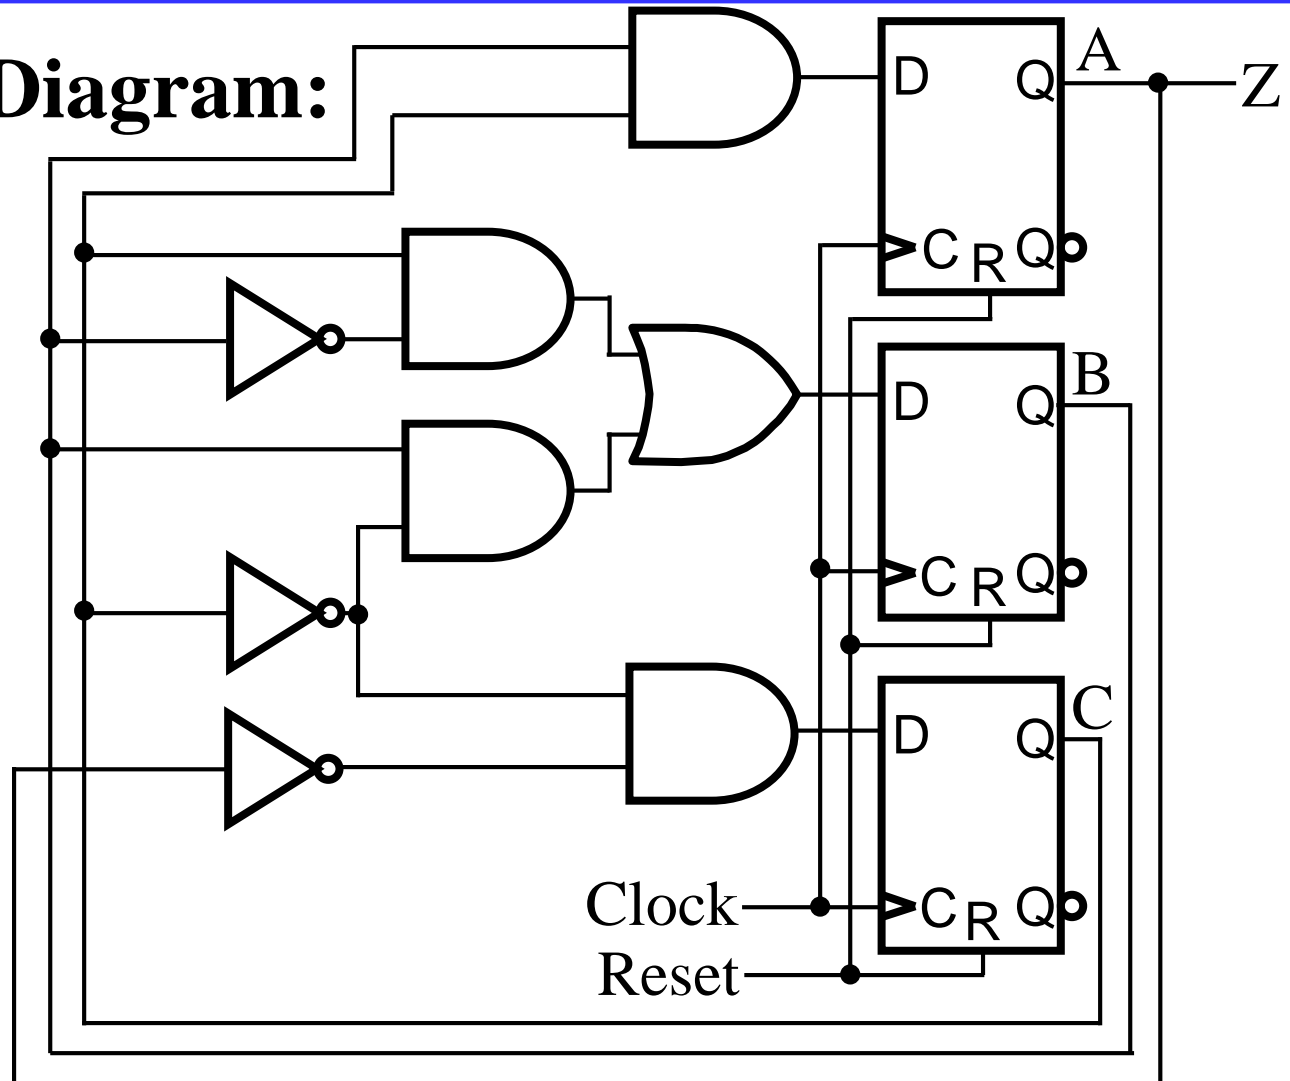 Diagram:
D Q A Z
C R Q
D Q B
C R Q
D Q C
Clock C R Q
Reset